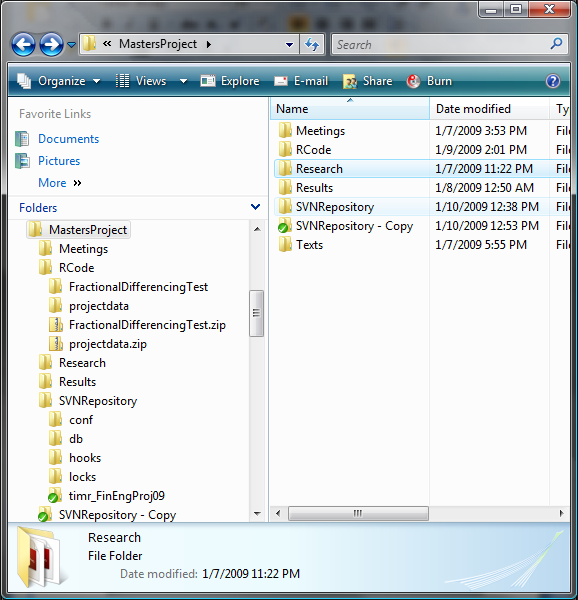 « MastersProject
Search
Organize Views Explore E-mail Share Burn
Favorite Links
Documents
Pictures
More »
Folders
MastersProject
Meetings
RCode
FractionalDifferencingTest
projectdata
FractionalDifferencingTest.zip
projectdata.zip
Research
Results
SVNRepository
conf
db
hooks
locks
timr_FinEngProj09
SVNRepository - Copy
Name Date modified Ty
Meetings 1/7/2009 3:53 PM File
RCode 1/9/2009 2:01 PM File
Research 1/7/2009 11:22 PM File
Results 1/8/2009 12:50 AM File
SVNRepository 1/10/2009 12:38 PM File
SVNRepository - Copy 1/10/2009 12:53 PM File
Texts 1/7/2009 5:55 PM File
Research
File Folder
Date modified: 1/7/2009 11:22 PM